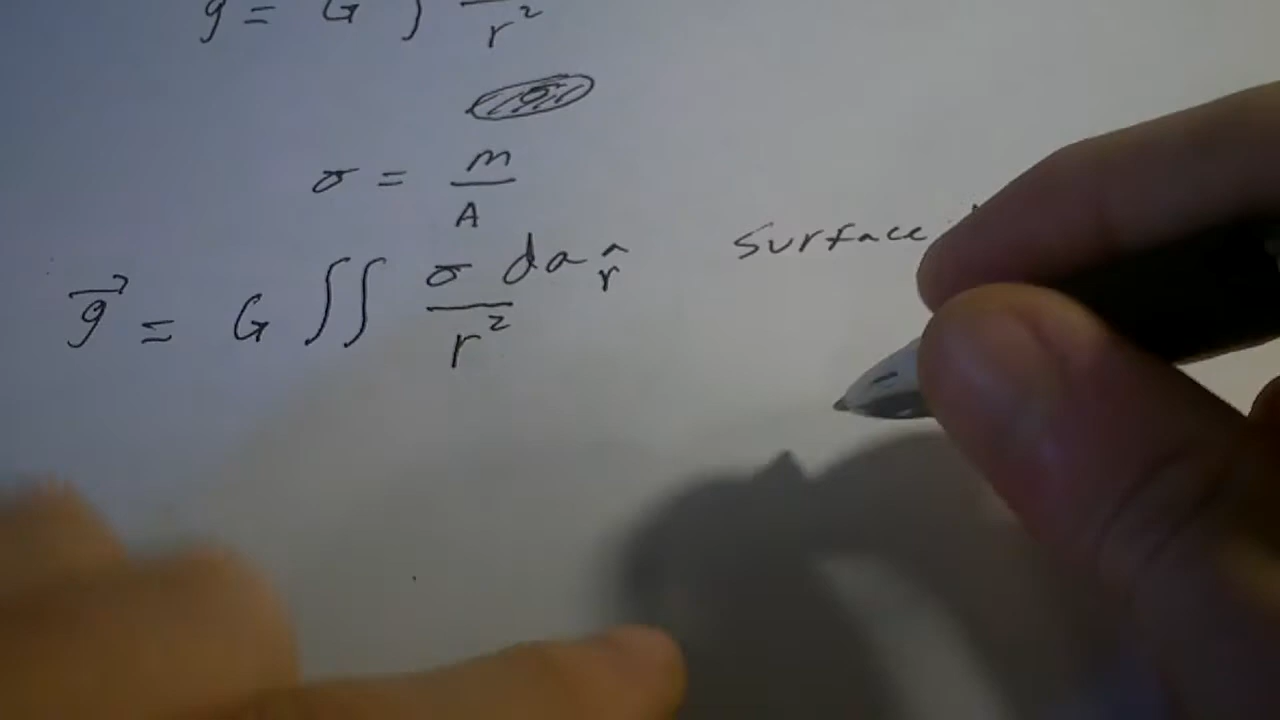 g = G ∫ / r²
σ = m / A
g⃗ = G ∬ σ da r̂ / r² surface